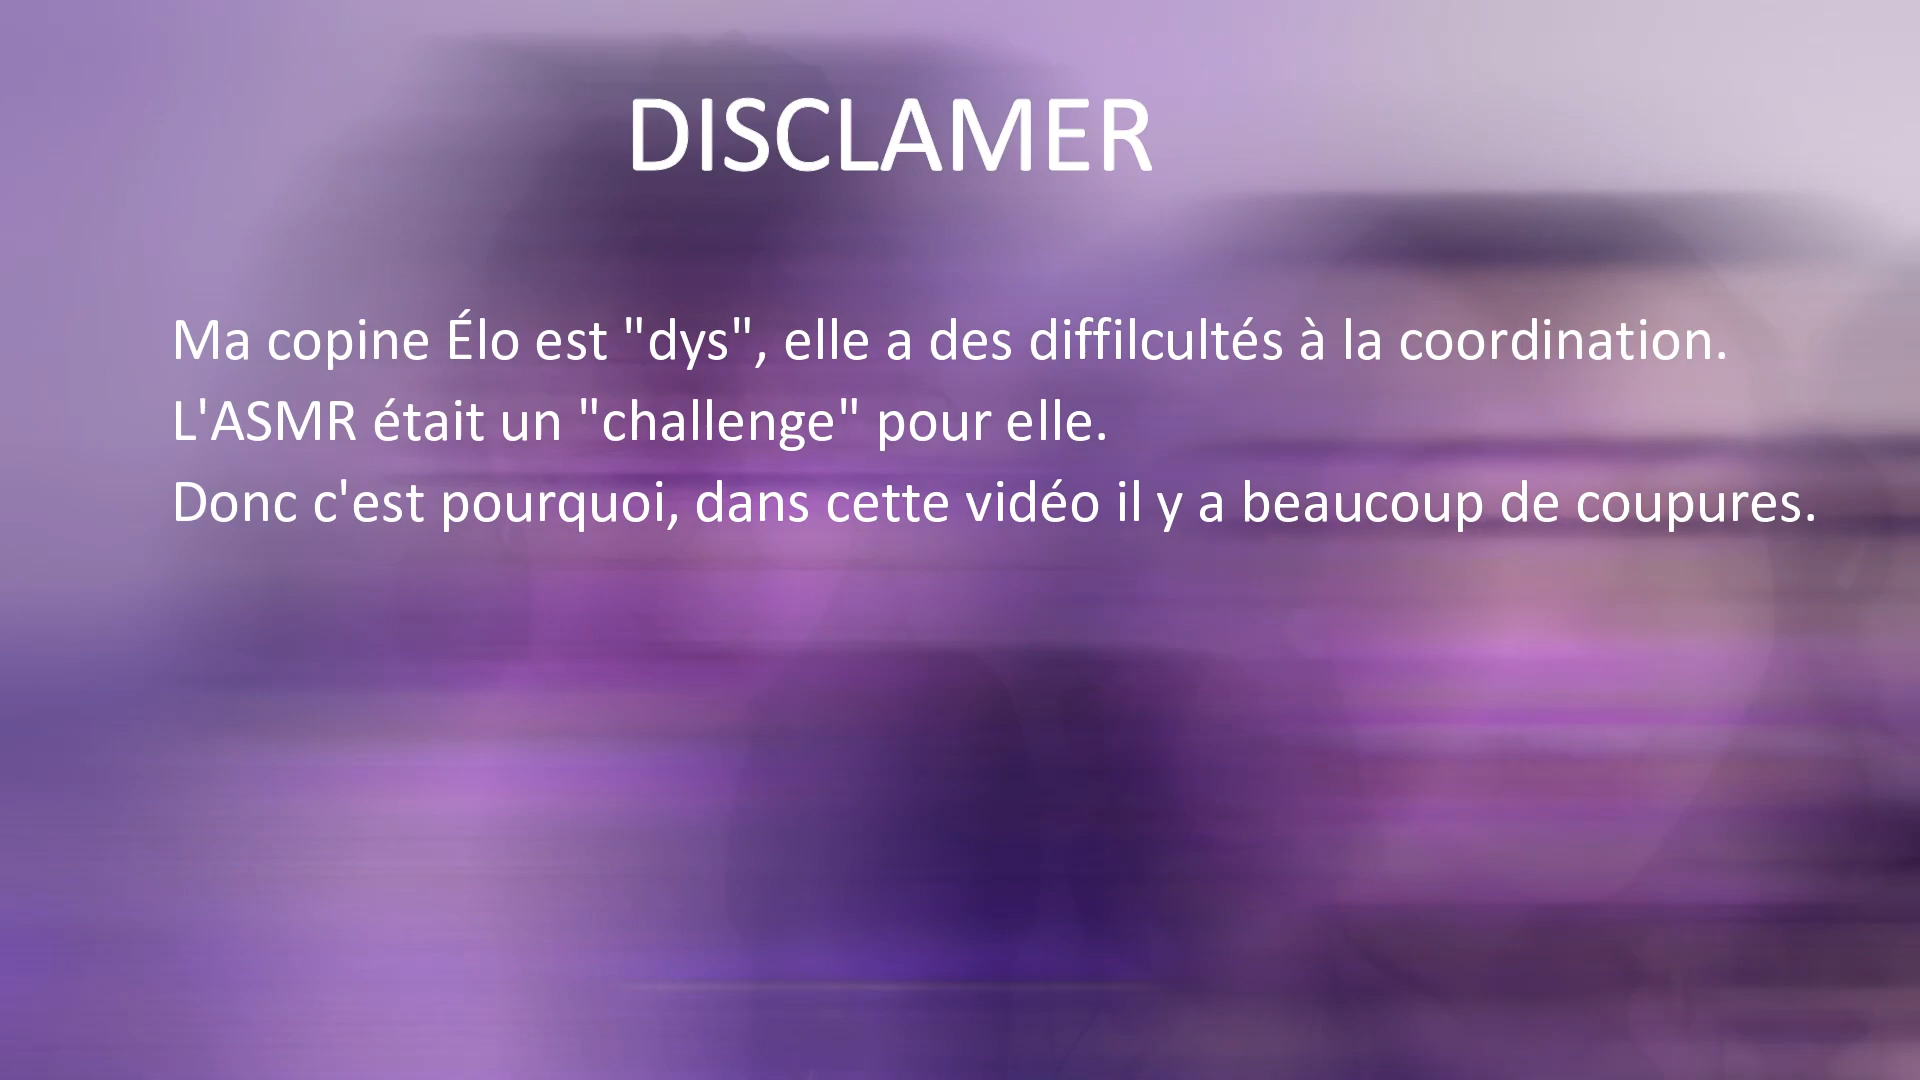 DISCLAMER
Ma copine Élo est "dys", elle a des diffilcultés à la coordination.
L'ASMR était un "challenge" pour elle.
Donc c'est pourquoi, dans cette vidéo il y a beaucoup de coupures.